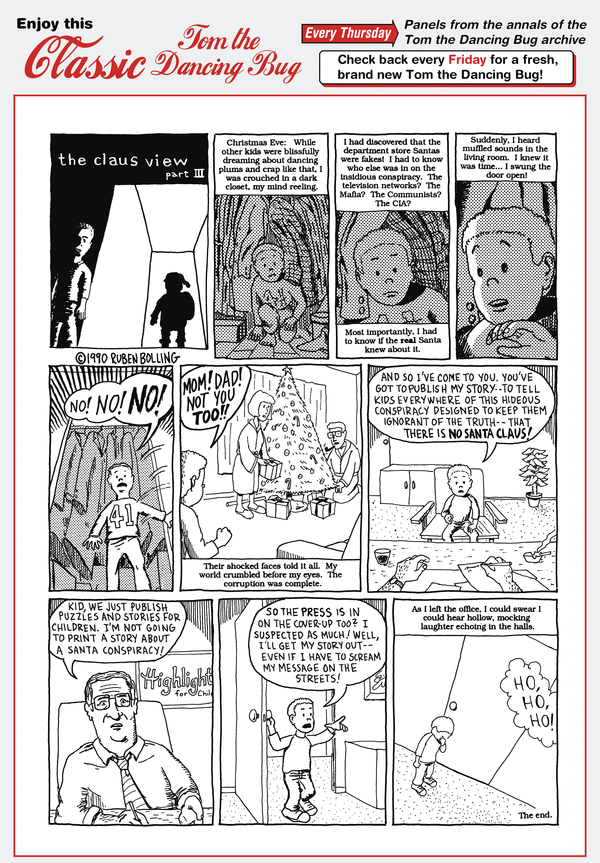 Enjoy this
Classic
Tom the
Dancing Bug
Every Thursday
Panels from the annals of the
Tom the Dancing Bug archive
Check back every Friday for a fresh,
brand new Tom the Dancing Bug!
the claus view
part III
©1990 RUBEN BOLLING
Christmas Eve: While
other kids were blissfully
dreaming about dancing
plums and crap like that, I
was crouched in a dark
closet, my mind reeling.
I had discovered that the
department store Santas
were fakes! I had to know
who else was in on the
insidious conspiracy. The
television networks? The
Mafia? The Communists?
The CIA?
Most importantly, I had
to know if the real Santa
knew about it.
Suddenly, I heard
muffled sounds in the
living room. I knew it
was time... I swung the
door open!
NO! NO! NO!
41
MOM! DAD!
NOT YOU
TOO!!
Their shocked faces told it all. My
world crumbled before my eyes. The
corruption was complete.
AND SO I'VE COME TO YOU. YOU'VE
GOT TO PUBLISH MY STORY--TO TELL
KIDS EVERYWHERE OF THIS HIDEOUS
CONSPIRACY DESIGNED TO KEEP THEM
IGNORANT OF THE TRUTH--THAT
THERE IS NO SANTA CLAUS!
KID, WE JUST PUBLISH
PUZZLES AND STORIES FOR
CHILDREN. I'M NOT GOING
TO PRINT A STORY ABOUT
A SANTA CONSPIRACY!
Highlight
for Chil
SO THE PRESS IS IN
ON THE COVER-UP TOO? I
SUSPECTED AS MUCH! WELL,
I'LL GET MY STORY OUT--
EVEN IF I HAVE TO SCREAM
MY MESSAGE ON THE
STREETS!
As I left the office, I could swear I
could hear hollow, mocking
laughter echoing in the halls.
HO,
HO,
HO!
The end.